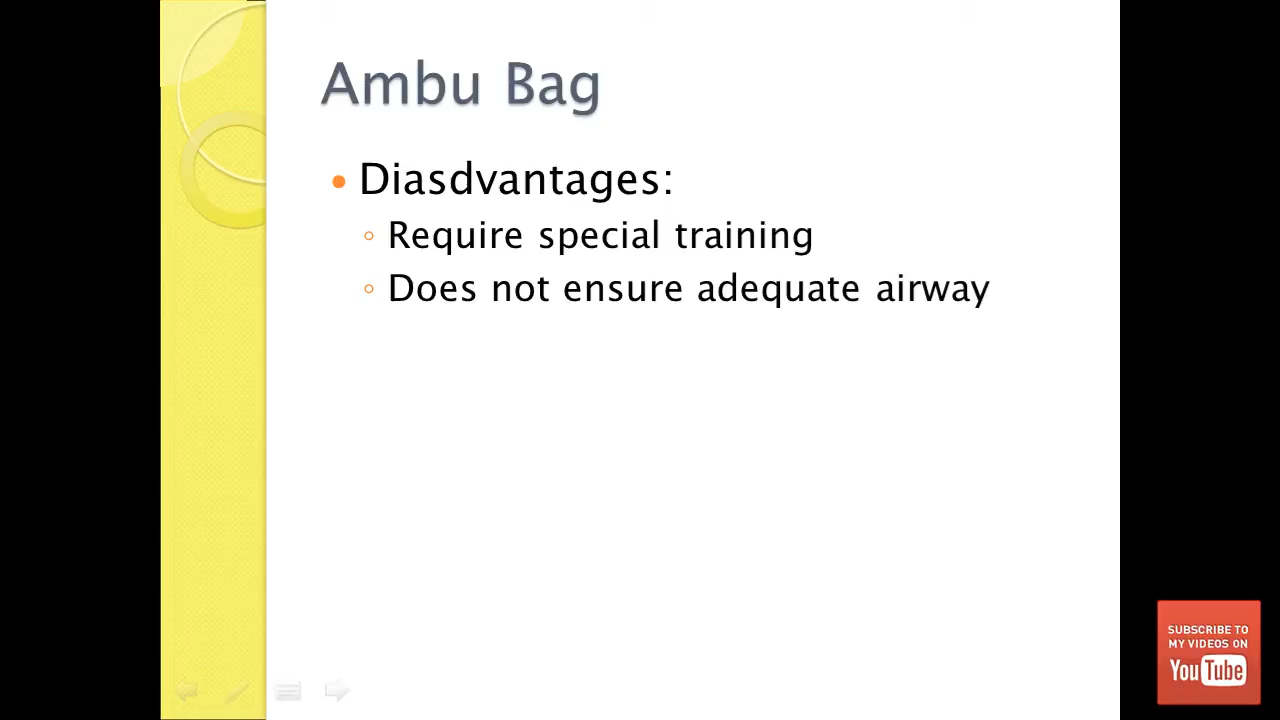 Ambu Bag
Diasdvantages:
Require special training
Does not ensure adequate airway
SUBSCRIBE TO
MY VIDEOS ON
YouTube